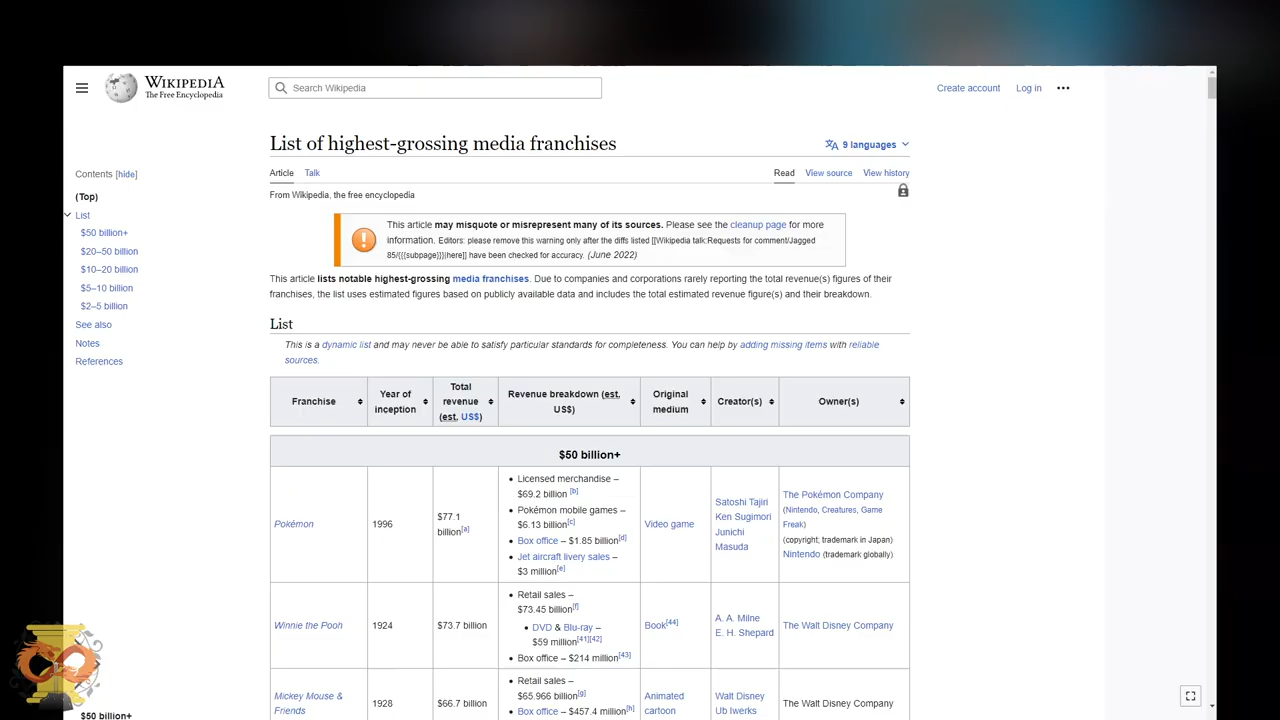 WIKIPEDIA
The Free Encyclopedia
Search Wikipedia
Create account
Log in
List of highest-grossing media franchises
9 languages
Article
Talk
Read
View source
View history
From Wikipedia, the free encyclopedia
Contents [hide]
(Top)
List
$50 billion+
$20–50 billion
$10–20 billion
$5–10 billion
$2–5 billion
See also
Notes
References
$50 billion+
This article may misquote or misrepresent many of its sources. Please see the cleanup page for more
information. Editors: please remove this warning only after the diffs listed [[Wikipedia talk:Requests for comment/Jagged
85/{{{subpage}}}|here]] have been checked for accuracy. (June 2022)
This article lists notable highest-grossing media franchises. Due to companies and corporations rarely reporting the total revenue(s) figures of their
franchises, the list uses estimated figures based on publicly available data and includes the total estimated revenue figure(s) and their breakdown.
List
This is a dynamic list and may never be able to satisfy particular standards for completeness. You can help by adding missing items with reliable
sources.
Franchise
Year of
inception
Total
revenue
(est, US$)
Revenue breakdown (est,
US$)
Original
medium
Creator(s)
Owner(s)
$50 billion+
Pokémon
1996
$77.1
billion[a]
Licensed merchandise –
$69.2 billion [b]
Pokémon mobile games –
$6.13 billion[c]
Box office – $1.85 billion[d]
Jet aircraft livery sales –
$3 million[e]
Video game
Satoshi Tajiri
Ken Sugimori
Junichi
Masuda
The Pokémon Company
(Nintendo, Creatures, Game
Freak)
(copyright; trademark in Japan)
Nintendo (trademark globally)
Winnie the Pooh
1924
$73.7 billion
Retail sales –
$73.45 billion[f]
DVD & Blu-ray –
$59 million[41][42]
Box office – $214 million[43]
Book[44]
A. A. Milne
E. H. Shepard
The Walt Disney Company
Mickey Mouse &
Friends
1928
$66.7 billion
Retail sales –
$65.966 billion[g]
Box office – $457.4 million[h]
Animated
cartoon
Walt Disney
Ub Iwerks
The Walt Disney Company